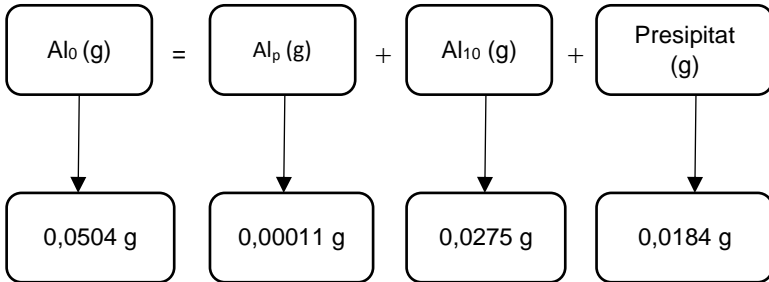 Al₀ (g) = Alₚ (g) + Al₁₀ (g) + Presipitat
(g)
0,0504 g 0,00011 g 0,0275 g 0,0184 g